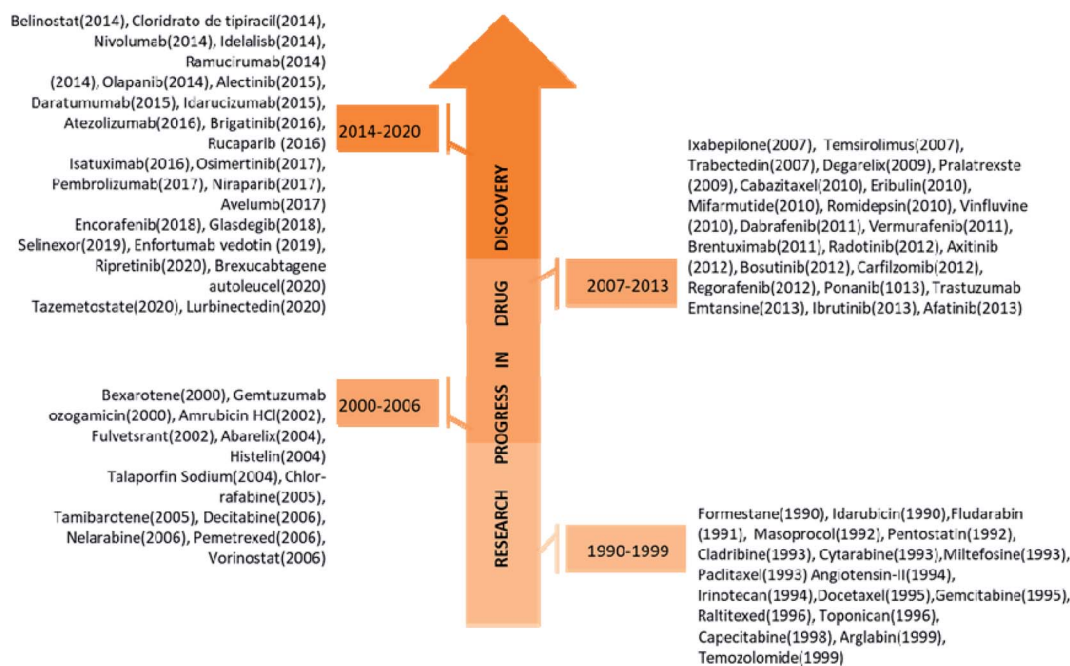 Belinostat(2014), Cloridrato de tipiracil(2014),
Nivolumab(2014), Idelalisb(2014),
Ramucirumab(2014)
(2014), Olapanib(2014), Alectinib(2015),
Daratumumab(2015), Idarucizumab(2015),
Atezolizumab(2016), Brigatinib(2016),
Rucaparib (2016)
Isatuximab(2016), Osimertinib(2017),
Pembrolizumab(2017), Niraparib(2017),
Avelumb(2017)
Encorafenib(2018), Glasdegib(2018),
Selinexor(2019), Enfortumab vedotin (2019),
Ripretinib(2020), Brexucabtagene
autoleucel(2020)
Tazemetostate(2020), Lurbinectedin(2020)
2014-2020
Ixabepilone(2007), Temsirolimus(2007),
Trabectedin(2007), Degarelix(2009), Pralatrexste
(2009), Cabazitaxel(2010), Eribulin(2010),
Mifarmutide(2010), Romidepsin(2010), Vinfluvine
(2010), Dabrafenib(2011), Vermurafenib(2011),
Brentuximab(2011), Radotinib(2012), Axitinib
(2012), Bosutinib(2012), Carfilzomib(2012),
Regorafenib(2012), Ponanib(1013), Trastuzumab
Emtansine(2013), Ibrutinib(2013), Afatinib(2013)
2007-2013
Bexarotene(2000), Gemtuzumab
ozogamicin(2000), Amrubicin HCl(2002),
Fulvetsrant(2002), Abarelix(2004),
Histelin(2004)
Talaporfin Sodium(2004), Chlor-
rafabine(2005),
Tamibarotene(2005), Decitabine(2006),
Nelarabine(2006), Pemetrexed(2006),
Vorinostat(2006)
2000-2006
Formestane(1990), Idarubicin(1990),Fludarabin
(1991), Masoprocol(1992), Pentostatin(1992),
Cladribine(1993), Cytarabine(1993),Miltefosine(1993),
Paclitaxel(1993) Angiotensin-II(1994),
Irinotecan(1994),Docetaxel(1995),Gemcitabine(1995),
Raltitexed(1996), Toponican(1996),
Capecitabine(1998), Arglabin(1999),
Temozolomide(1999)
1990-1999
RESEARCH PROGRESS IN DRUG DISCOVERY